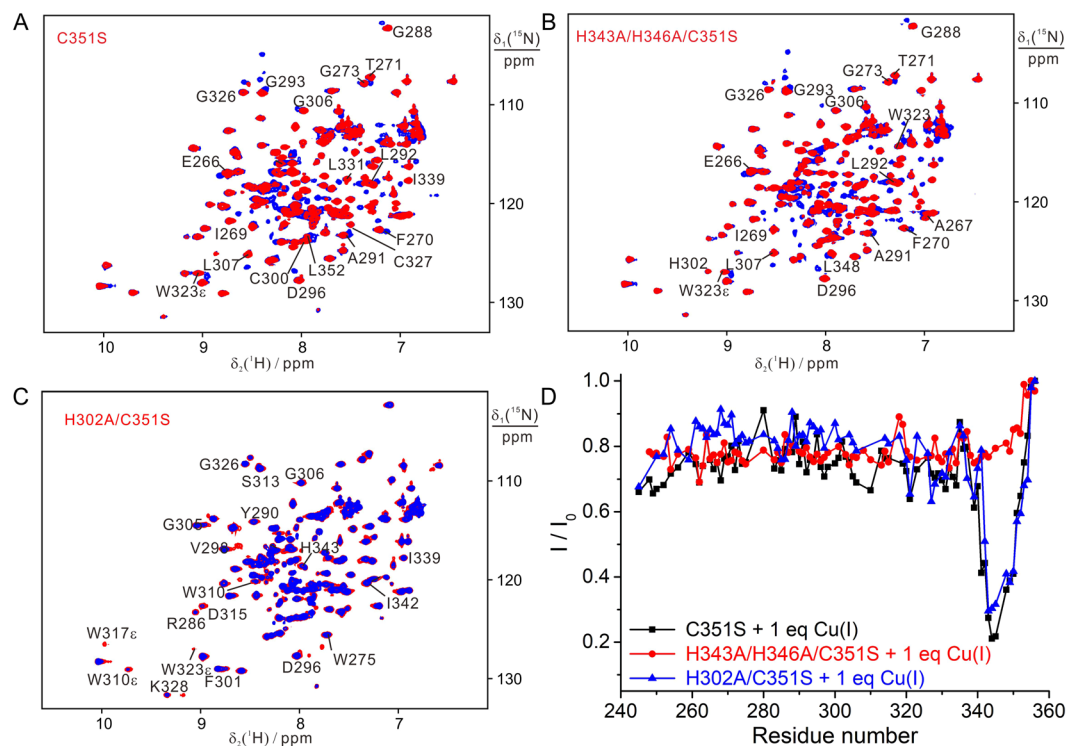 A
C351S
G288
G273
T271
G293
G326
G306
E266
L331
L292
I339
I269
L307
C300
L352
A291
F270
C327
W323ε
D296
δ₁(¹⁵N)
ppm
110
120
130
10
9
8
7
δ₂(¹H) / ppm
B
H343A/H346A/C351S
G288
G273
T271
G293
G326
G306
W323
E266
L292
I269
A267
F270
H302
L307
L348
A291
W323ε
D296
δ₁(¹⁵N)
ppm
110
120
130
10
9
8
7
δ₂(¹H) / ppm
C
H302A/C351S
G326
S313
G306
Y290
G305
V299
H343
I339
W310
I342
D315
R286
W317ε
W275
W323ε
D296
W310ε
F301
K328
δ₁(¹⁵N)
ppm
110
120
130
10
9
8
7
δ₂(¹H) / ppm
D
I / I₀
1.0
0.8
0.6
0.4
0.2
C351S + 1 eq Cu(I)
H343A/H346A/C351S + 1 eq Cu(I)
H302A/C351S + 1 eq Cu(I)
240 260 280 300 320 340 360
Residue number